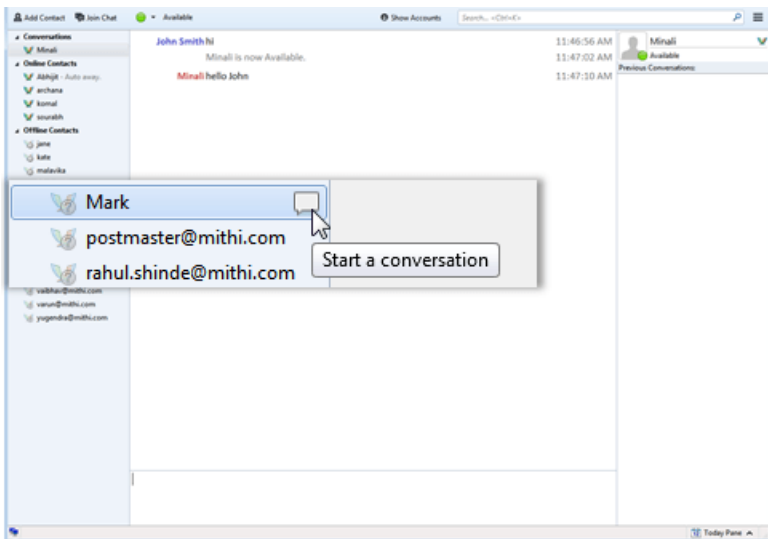 Add Contact Join Chat Available Show Accounts Search... <Ctrl+K>
Conversations
Minali
Online Contacts
Abhijit - Auto away.
archana
komal
sourabh
Offline Contacts
jane
kate
malavika
Mark
postmaster@mithi.com
rahul.shinde@mithi.com
vaibhav@mithi.com
varun@mithi.com
yugendra@mithi.com
John Smith hi 11:46:56 AM
Minali is now Available. 11:47:02 AM
Minali hello John 11:47:10 AM
Start a conversation
Minali
Available
Previous Conversations:
Today Pane